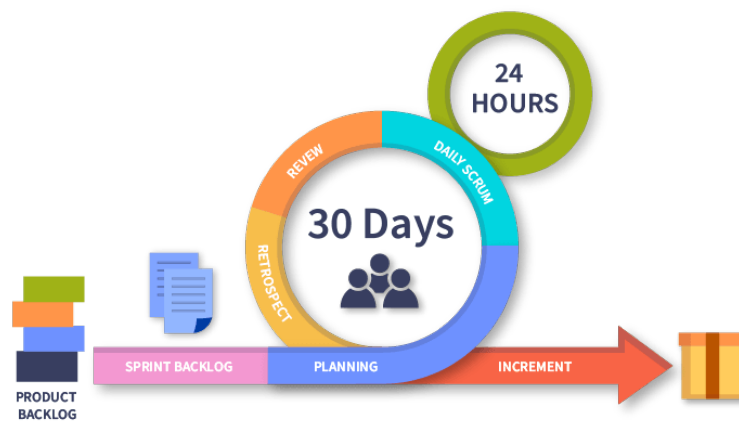 24
HOURS
REVEW
DAILY SCRUM
30 Days
RETROSPECT
SPRINT BACKLOG
PLANNING
INCREMENT
PRODUCT
BACKLOG